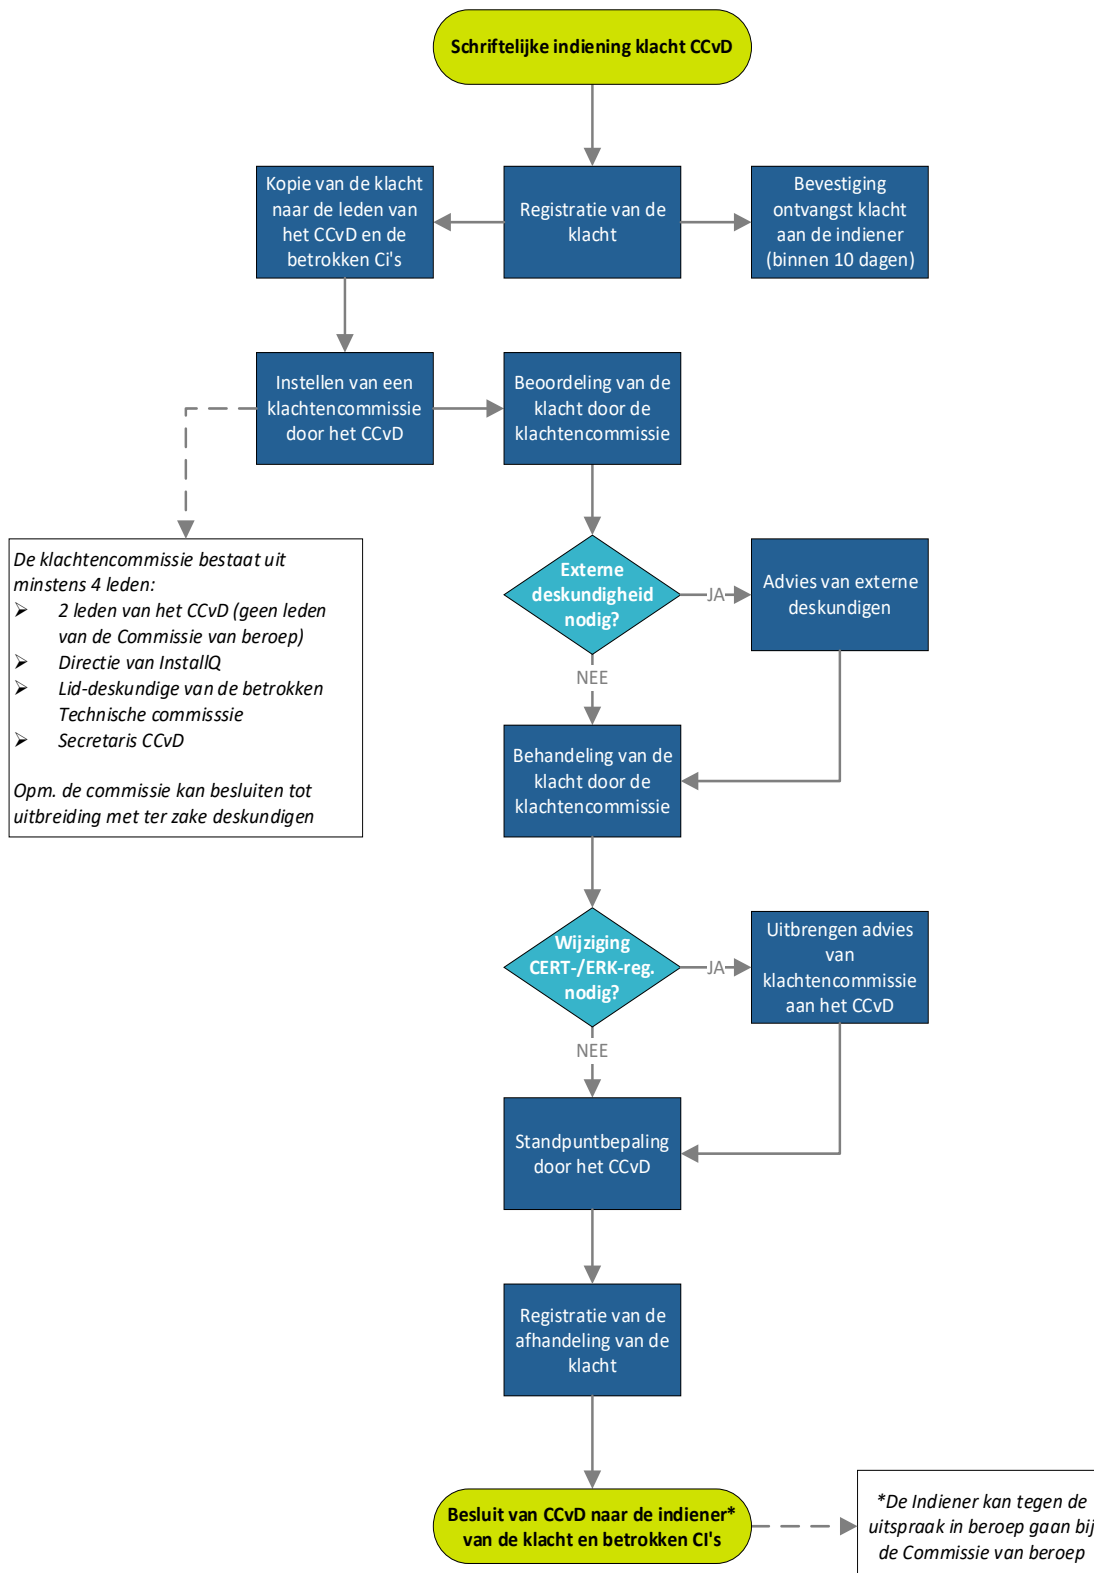 Schriftelijke indiening klacht CCvD
Kopie van de klacht
naar de leden van
het CCvD en de
betrokken Ci's
Registratie van de
klacht
Bevestiging
ontvangst klacht
aan de indiener
(binnen 10 dagen)
Instellen van een
klachtencommissie
door het CCvD
Beoordeling van de
klacht door de
klachtencommissie
De klachtencommissie bestaat uit
minstens 4 leden:
➢ 2 leden van het CCvD (geen leden
van de Commissie van beroep)
➢ Directie van InstallQ
➢ Lid-deskundige van de betrokken
Technische commisssie
➢ Secretaris CCvD
Opm. de commissie kan besluiten tot
uitbreiding met ter zake deskundigen
Externe
deskundigheid
nodig?
JA
Advies van externe
deskundigen
NEE
Behandeling van de
klacht door de
klachtencommissie
Wijziging
CERT-/ERK-reg.
nodig?
JA
Uitbrengen advies
van
klachtencommissie
aan het CCvD
NEE
Standpuntbepaling
door het CCvD
Registratie van de
afhandeling van de
klacht
Besluit van CCvD naar de indiener*
van de klacht en betrokken CI's
*De Indiener kan tegen de
uitspraak in beroep gaan bij
de Commissie van beroep